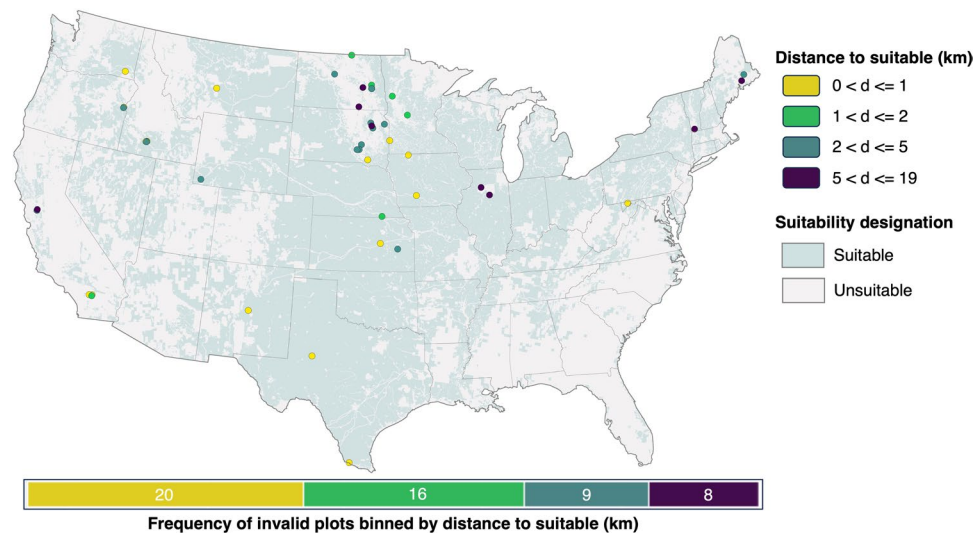 Distance to suitable (km)
0 < d <= 1
1 < d <= 2
2 < d <= 5
5 < d <= 19
Suitability designation
Suitable
Unsuitable
20 16 9 8
Frequency of invalid plots binned by distance to suitable (km)